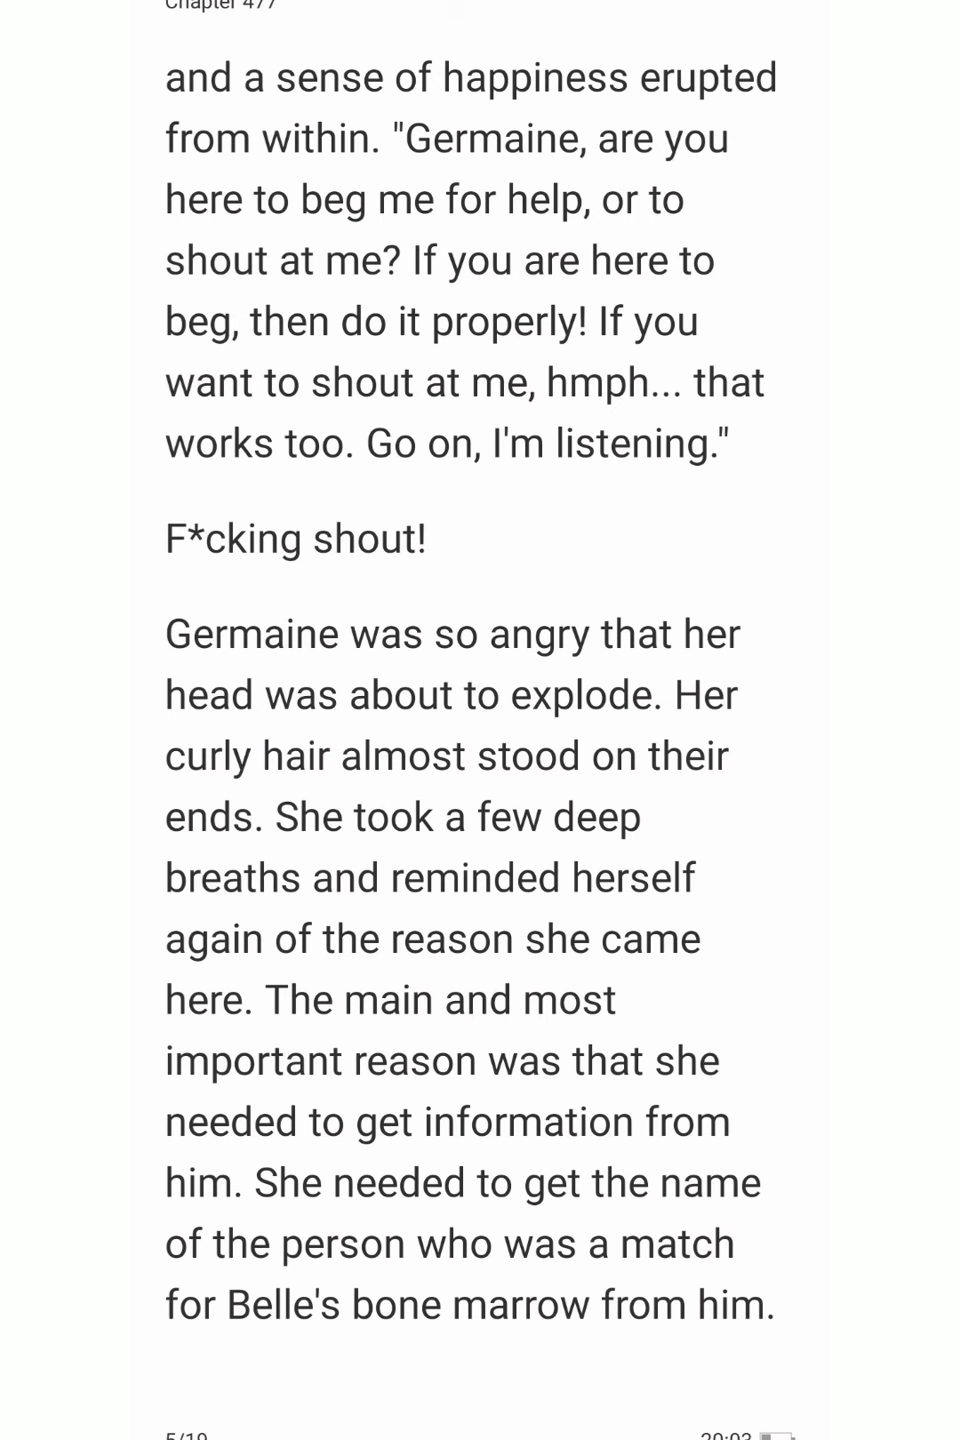 Chapter 477
and a sense of happiness erupted
from within. "Germaine, are you
here to beg me for help, or to
shout at me? If you are here to
beg, then do it properly! If you
want to shout at me, hmph... that
works too. Go on, I'm listening."
F*cking shout!
Germaine was so angry that her
head was about to explode. Her
curly hair almost stood on their
ends. She took a few deep
breaths and reminded herself
again of the reason she came
here. The main and most
important reason was that she
needed to get information from
him. She needed to get the name
of the person who was a match
for Belle's bone marrow from him.
5/19 20:03